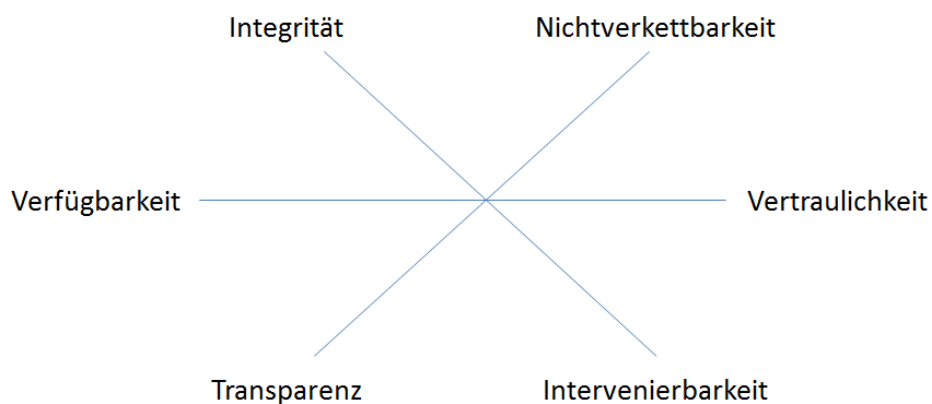 Integrität
Nichtverkettbarkeit
Verfügbarkeit
Vertraulichkeit
Transparenz
Intervenierbarkeit